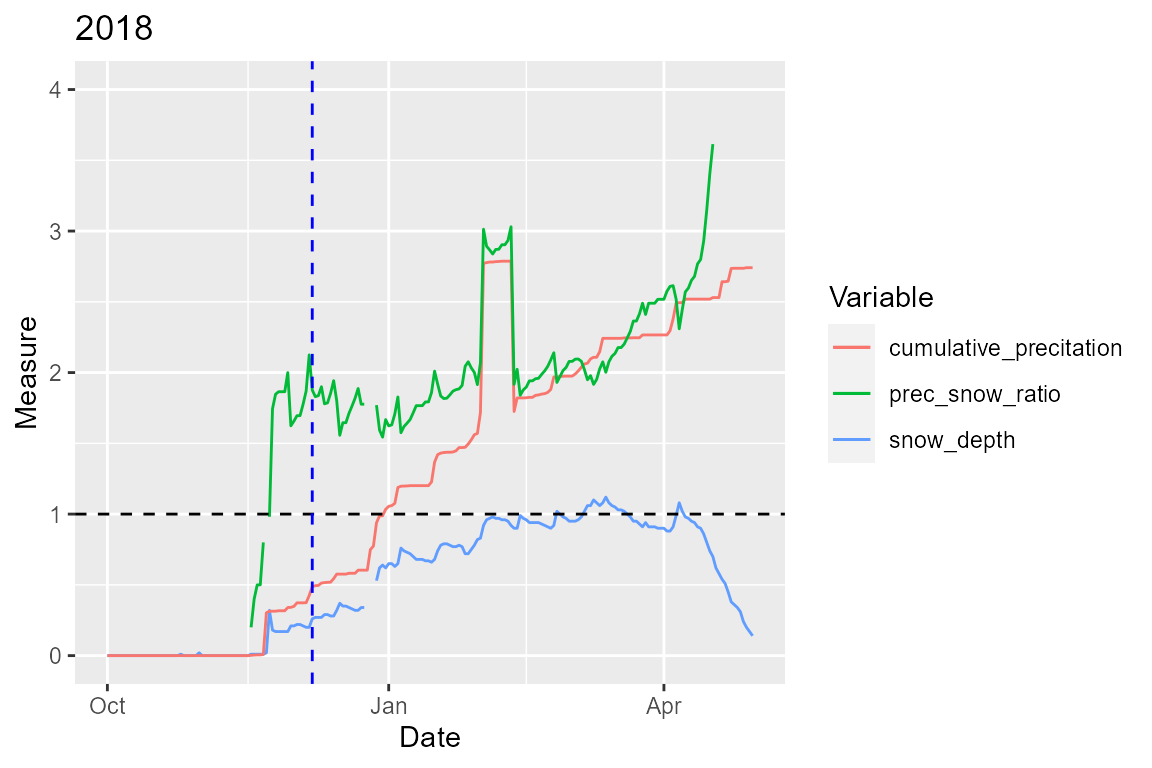 2018
4
3
2
1
0
Measure
Oct
Jan
Apr
Date
Variable
cumulative_precitation
prec_snow_ratio
snow_depth